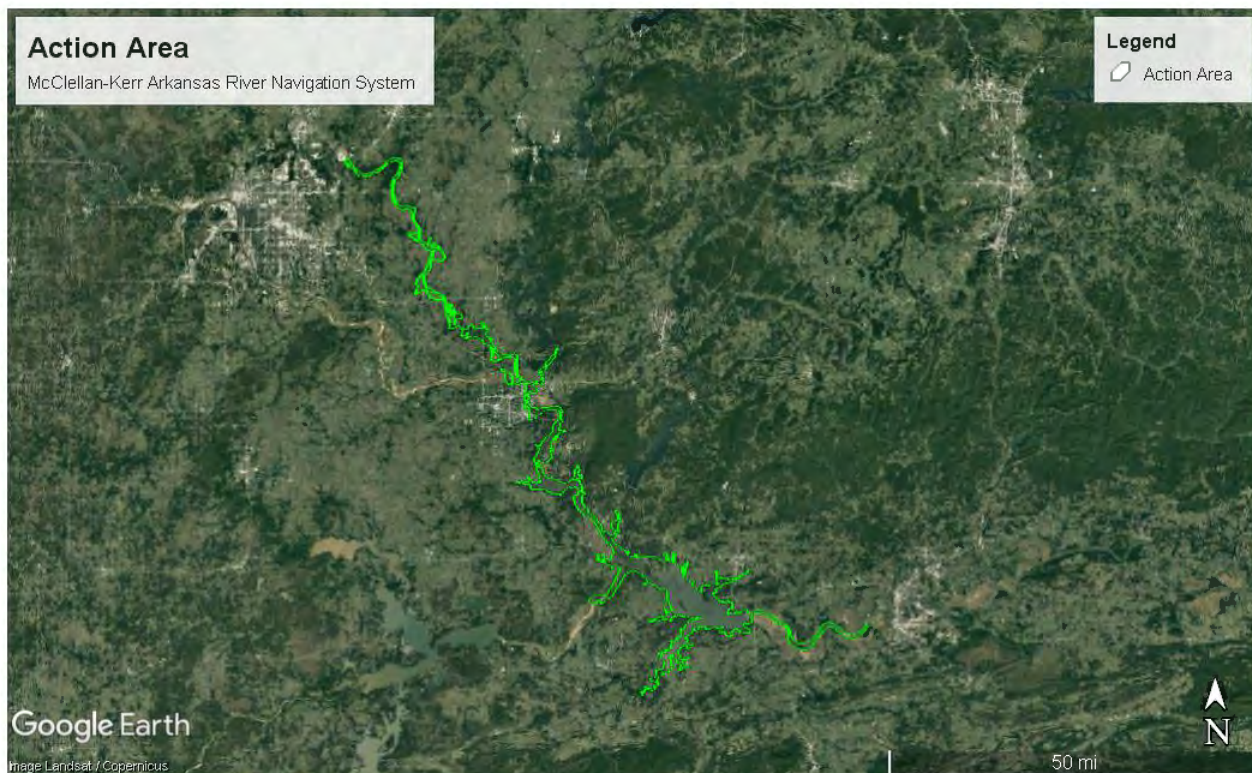 Action Area
McClellan-Kerr Arkansas River Navigation System
Legend
Action Area
Google Earth
Image Landsat / Copernicus
N
50 mi